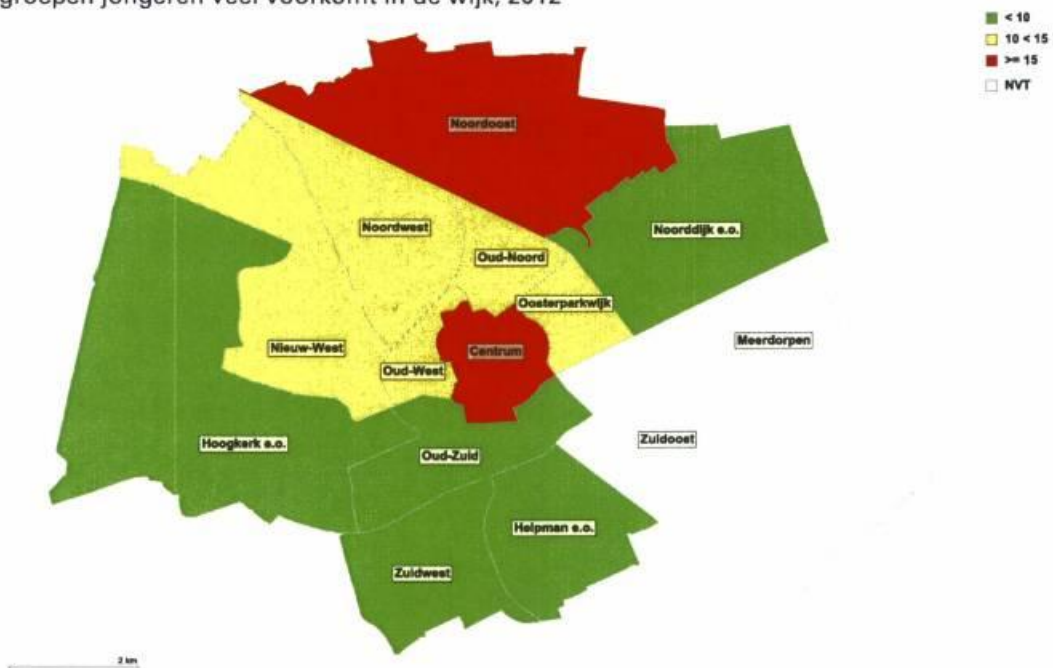 groepen jongeren veel voorkomt in de wijk, 2012
< 10
10 < 15
>= 15
NVT
Noordoost
Noordwest
Noorddijk e.o.
Oud-Noord
Oosterparkwijk
Meerdorpen
Nieuw-West
Centrum
Oud-West
Zuidoost
Hoogkerk e.o.
Oud-Zuid
Helpman e.o.
Zuidwest
2 km